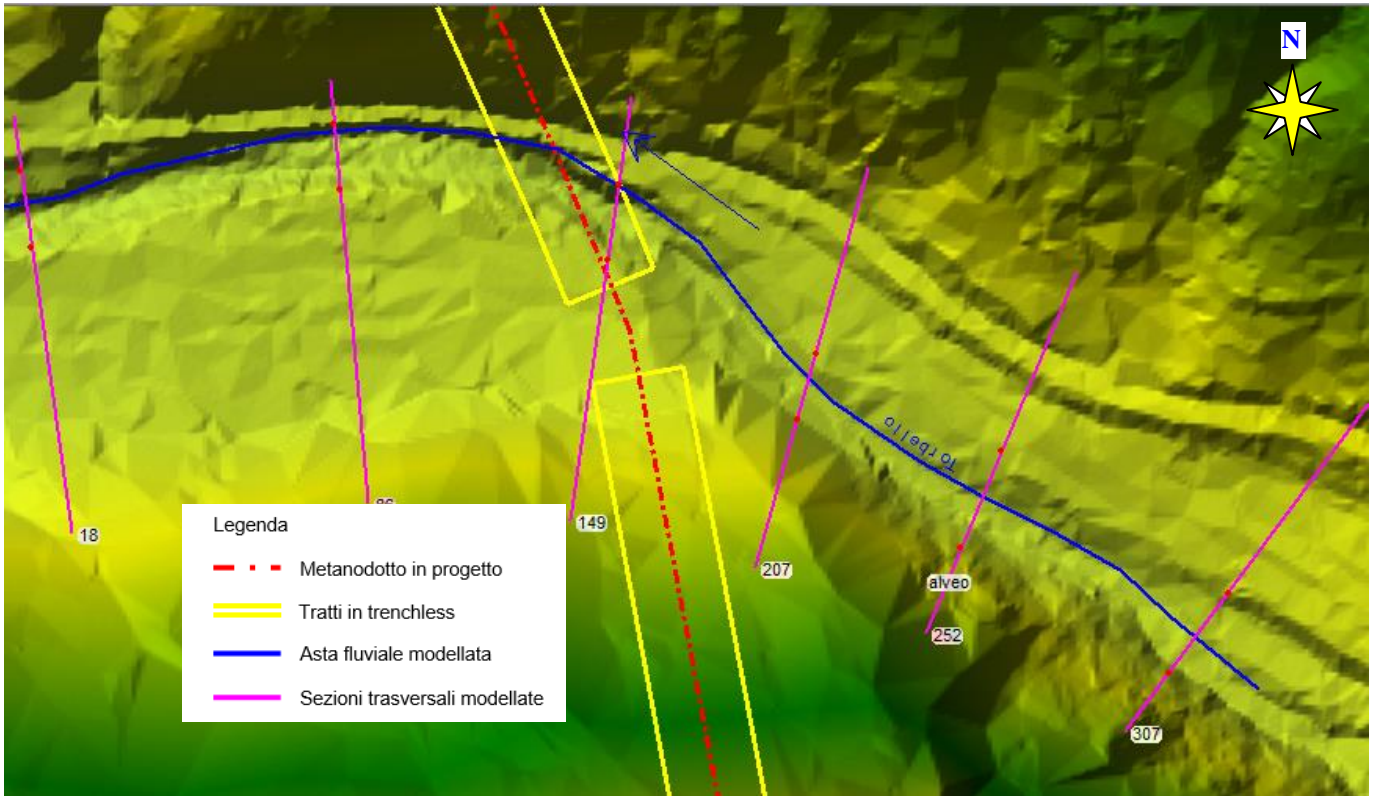 N
Torbello
18
86
149
207
alveo
252
307
Legenda
Metanodotto in progetto
Tratti in trenchless
Asta fluviale modellata
Sezioni trasversali modellate